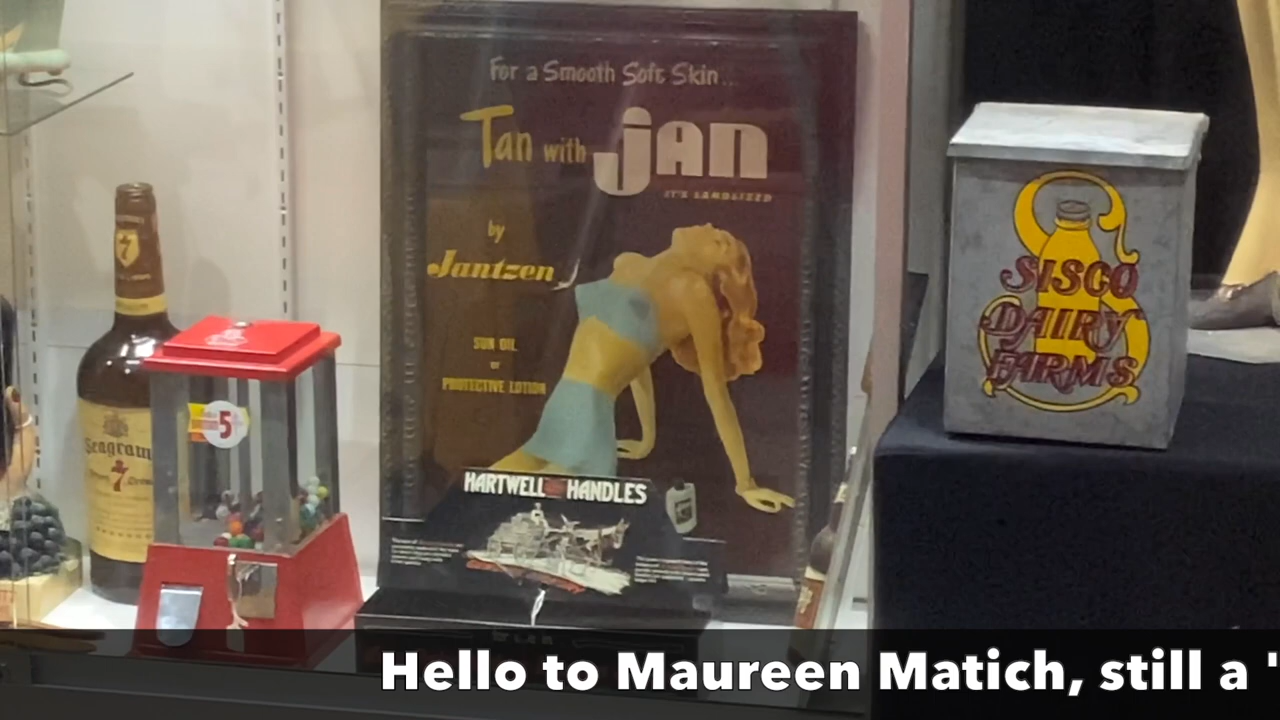 For a Smooth Soft Skin...
Tan with JAN
IT'S LANOLIZED
by
Jantzen
SUN OIL
or
PROTECTIVE LOTION
HARTWELL HANDLES
7
Seagram
7
5
SISCO
DAIRY
FARMS
Hello to Maureen Matich, still a '